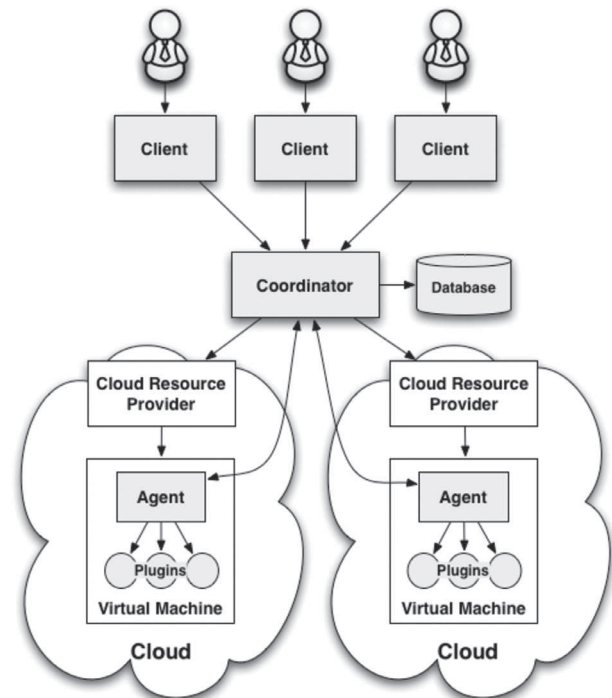 Client
Client
Client
Coordinator
Database
Cloud Resource
Provider
Agent
Plugins
Virtual Machine
Cloud
Cloud Resource
Provider
Agent
Plugins
Virtual Machine
Cloud